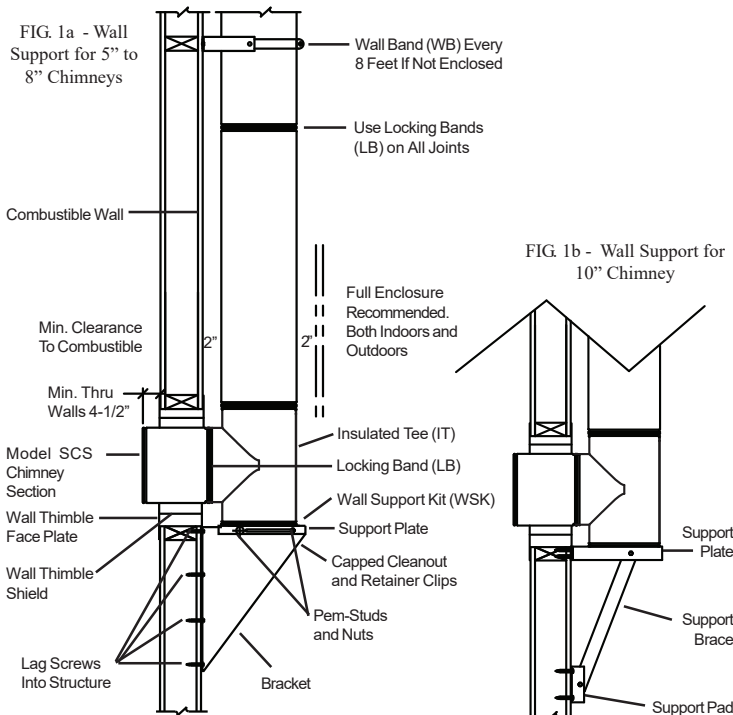 FIG. 1a - Wall
Support for 5” to
8” Chimneys
Wall Band (WB) Every
8 Feet If Not Enclosed
Use Locking Bands
(LB) on All Joints
Combustible Wall
FIG. 1b - Wall Support for
10” Chimney
Full Enclosure
Recommended.
Both Indoors and
Outdoors
Min. Clearance
To Combustible
2”
2”
Min. Thru
Walls 4-1/2”
Insulated Tee (IT)
Model SCS
Chimney
Section
Locking Band (LB)
Wall Support Kit (WSK)
Wall Thimble
Face Plate
Support Plate
Support
Plate
Capped Cleanout
and Retainer Clips
Wall Thimble
Shield
Pem-Studs
and Nuts
Support
Brace
Lag Screws
Into Structure
Bracket
Support Pad